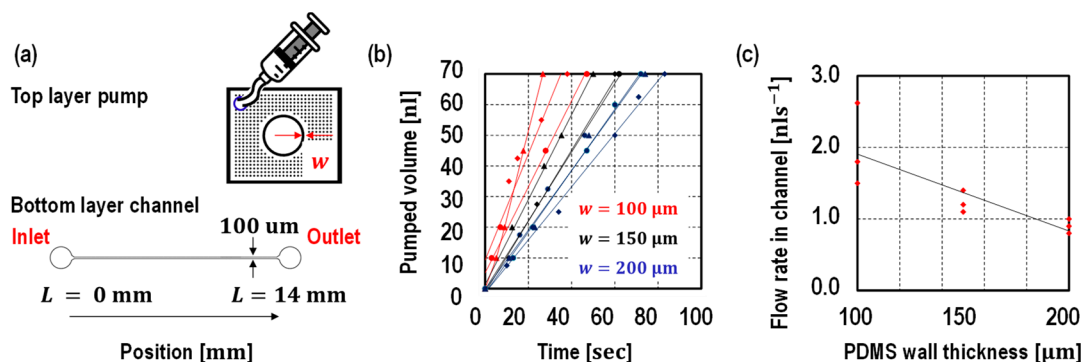 (a)
Top layer pump
w
Bottom layer channel
Inlet
100 um
Outlet
L = 0 mm
L = 14 mm
Position [mm]
(b)
Pumped volume [nl]
70
60
50
40
30
20
10
0
w = 100 μm
w = 150 μm
w = 200 μm
0 20 40 60 80 100
Time [sec]
(c)
Flow rate in channel [nls⁻¹]
3.0
2.0
1.0
0.0
100 150 200
PDMS wall thickness [μm]